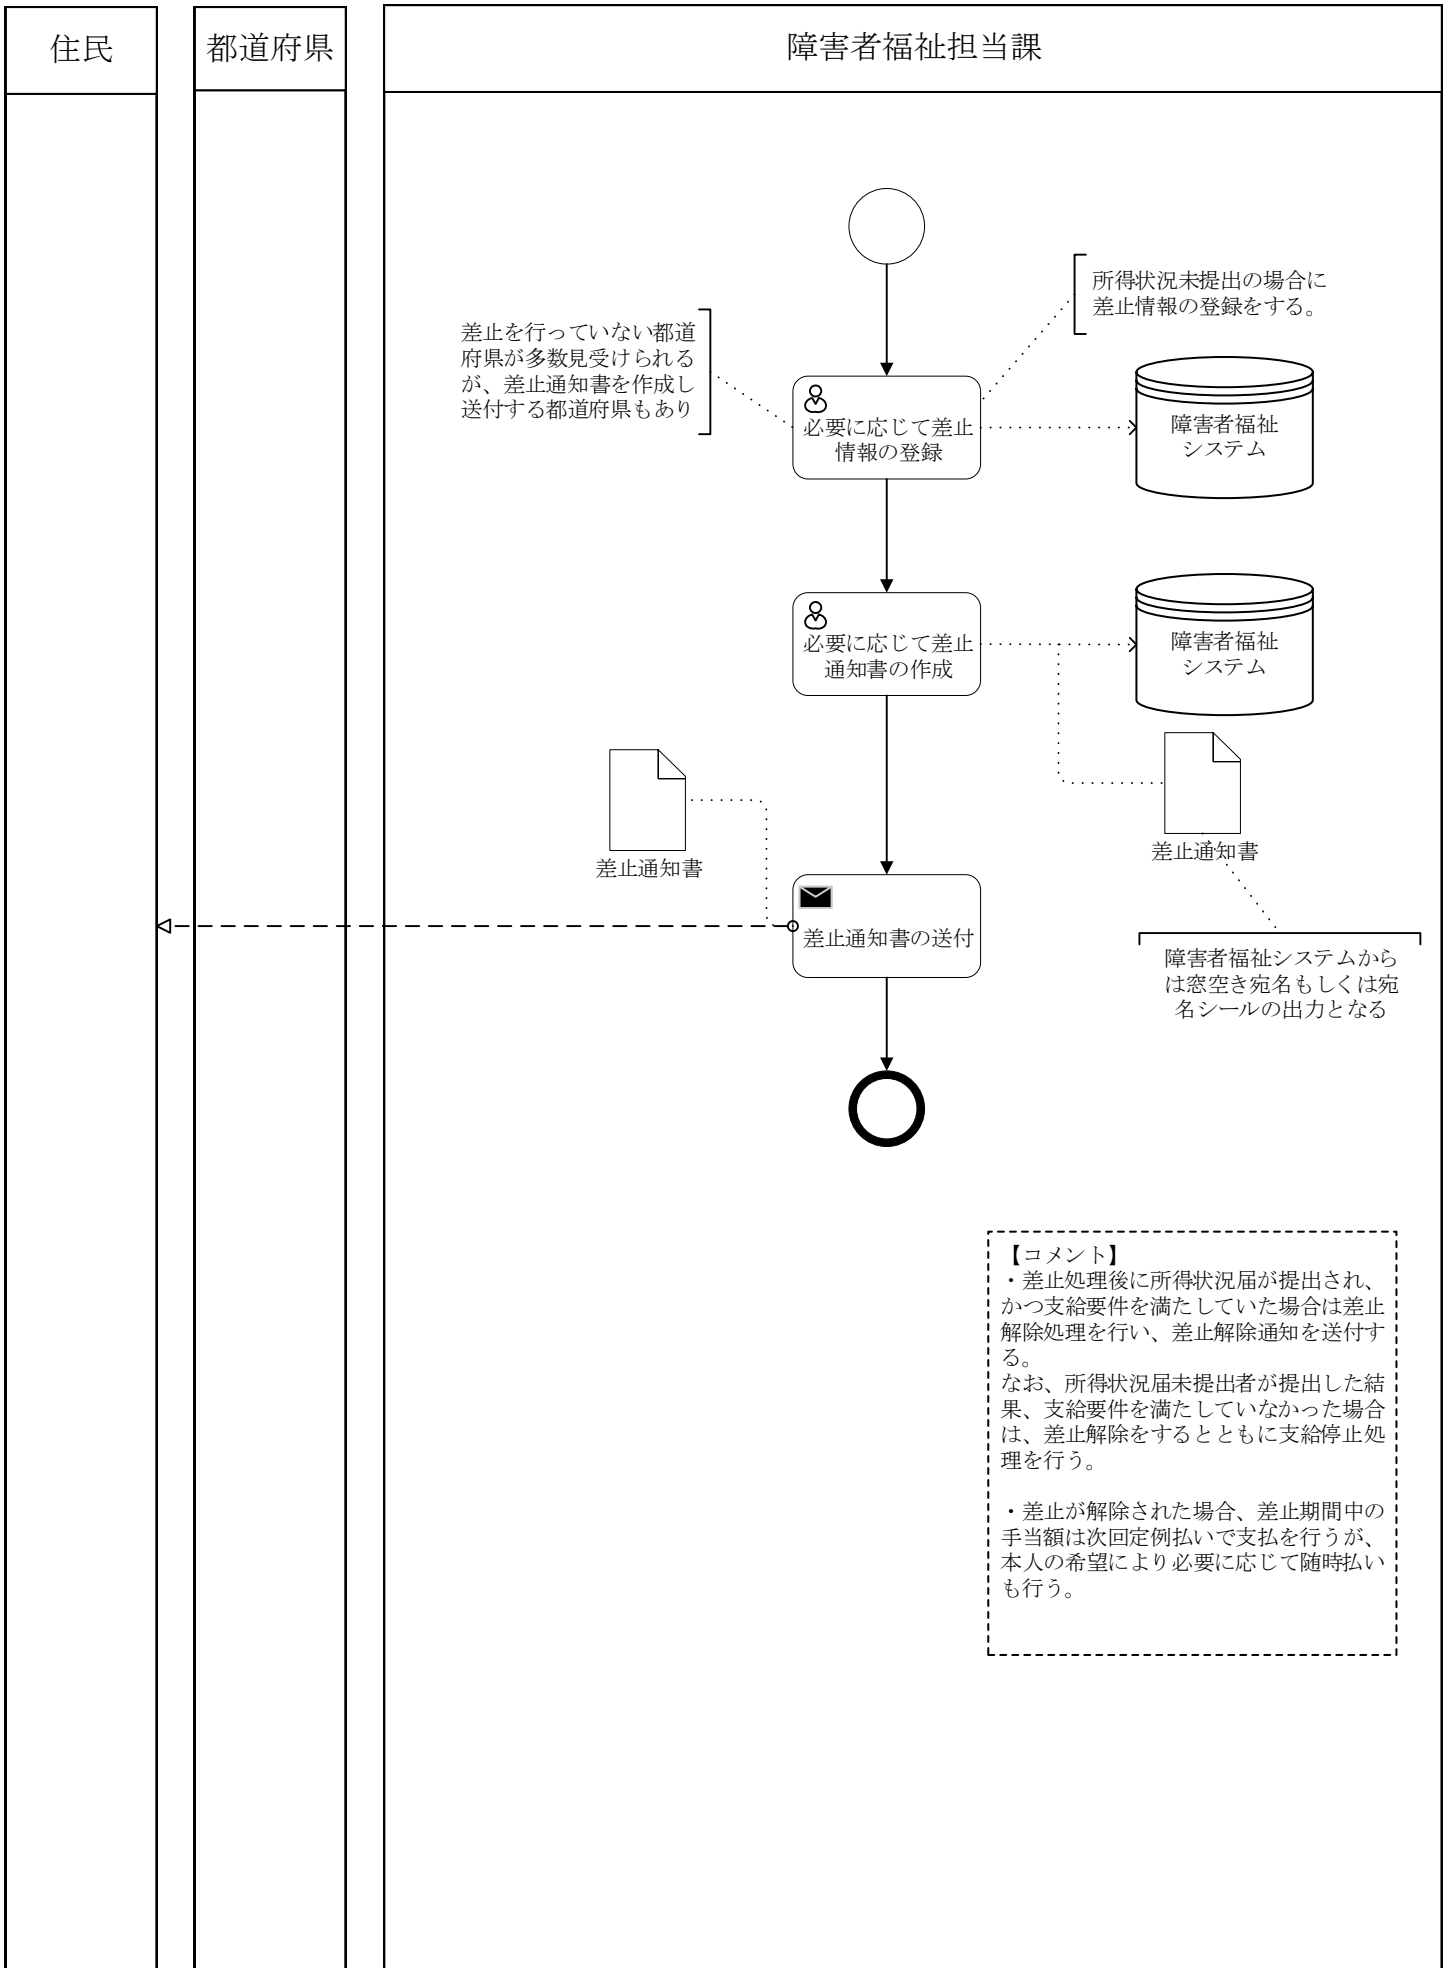 住民
都道府県
障害者福祉担当課
所得状況未提出の場合に
差止情報の登録をする。
差止を行っていない都道
府県が多数見受けられる
が、差止通知書を作成し
送付する都道府県もあり
必要に応じて差止
情報の登録
障害者福祉
システム
必要に応じて差止
通知書の作成
障害者福祉
システム
差止通知書
差止通知書
差止通知書の送付
障害者福祉システムから
は窓空き宛名もしくは宛
名シールの出力となる
【コメント】
・差止処理後に所得状況届が提出され、
かつ支給要件を満たしていた場合は差止
解除処理を行い、差止解除通知を送付す
る。
なお、所得状況届未提出者が提出した結
果、支給要件を満たしていなかった場合
は、差止解除をするとともに支給停止処
理を行う。
・差止が解除された場合、差止期間中の
手当額は次回定例払いで支払を行うが、
本人の希望により必要に応じて随時払い
も行う。